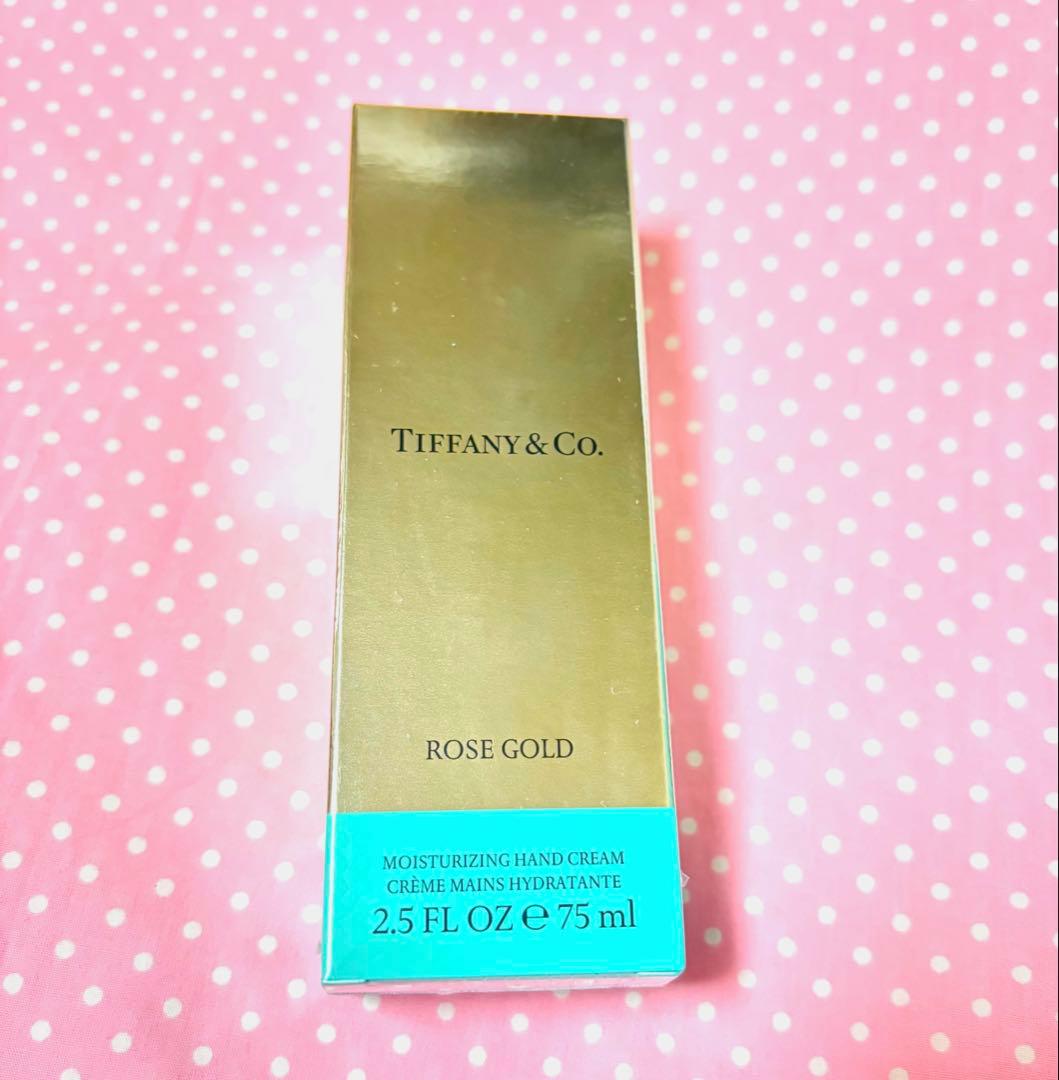 TIFFANY & CO.
ROSE GOLD
MOISTURIZING HAND CREAM
CRÈME MAINS HYDRATANTE
2.5 FL OZ ℮ 75 ml